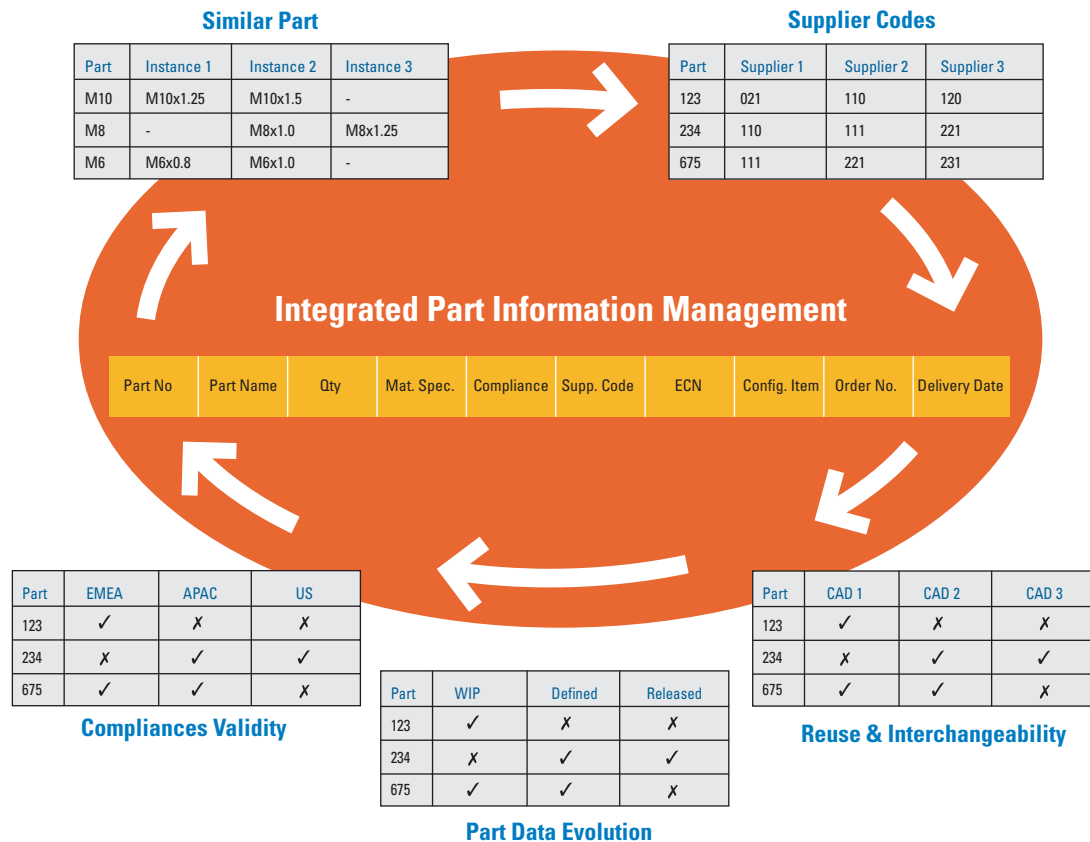 Similar Part
Part Instance 1 Instance 2 Instance 3
M10 M10x1.25 M10x1.5 -
M8 - M8x1.0 M8x1.25
M6 M6x0.8 M6x1.0 -
Supplier Codes
Part Supplier 1 Supplier 2 Supplier 3
123 021 110 120
234 110 111 221
675 111 221 231
Integrated Part Information Management
Part No Part Name Qty Mat. Spec. Compliance Supp. Code ECN Config. Item Order No. Delivery Date
Part EMEA APAC US
123 ✓ ✗ ✗
234 ✗ ✓ ✓
675 ✓ ✓ ✗
Compliances Validity
Part WIP Defined Released
123 ✓ ✗ ✗
234 ✗ ✓ ✓
675 ✓ ✓ ✗
Part Data Evolution
Part CAD 1 CAD 2 CAD 3
123 ✓ ✗ ✗
234 ✗ ✓ ✓
675 ✓ ✓ ✗
Reuse & Interchangeability